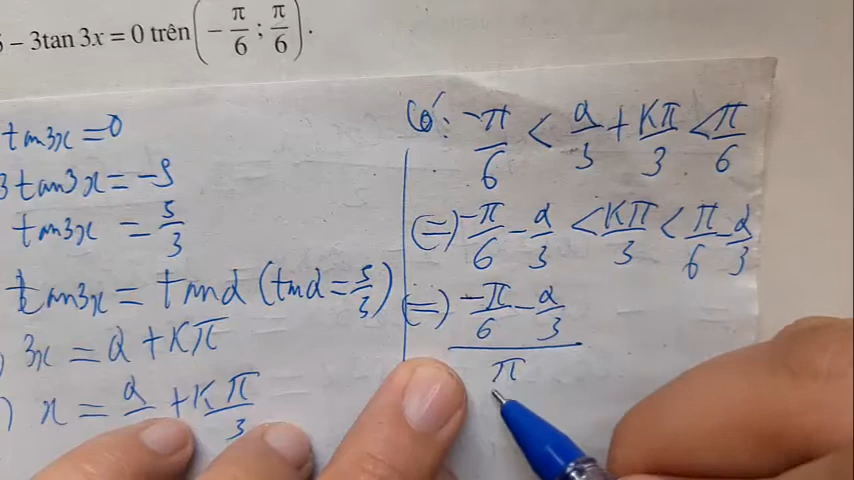 5 − 3tan 3x = 0 trên (−π/6 ; π/6).
tan3x = 0
3tan3x = −5
tan3x = 5/3
tan3x = tanα (tanα = 5/3)
) 3x = α + Kπ
) x = α/ + Kπ/3
Có: −π/6 < α/3 + Kπ/3 < π/6
(=) −π/6 − α/3 < Kπ/3 < π/6 − α/3
(=) (−π/6 − α/3)/π